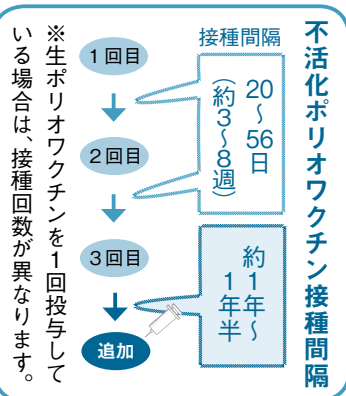 不活化ポリオワクチン接種間隔
接種間隔
20〜56日
(約3〜8週)
約1年〜
1年半
1回目
2回目
3回目
追加
※生ポリオワクチンを1回投与して
いる場合は、接種回数が異なります。